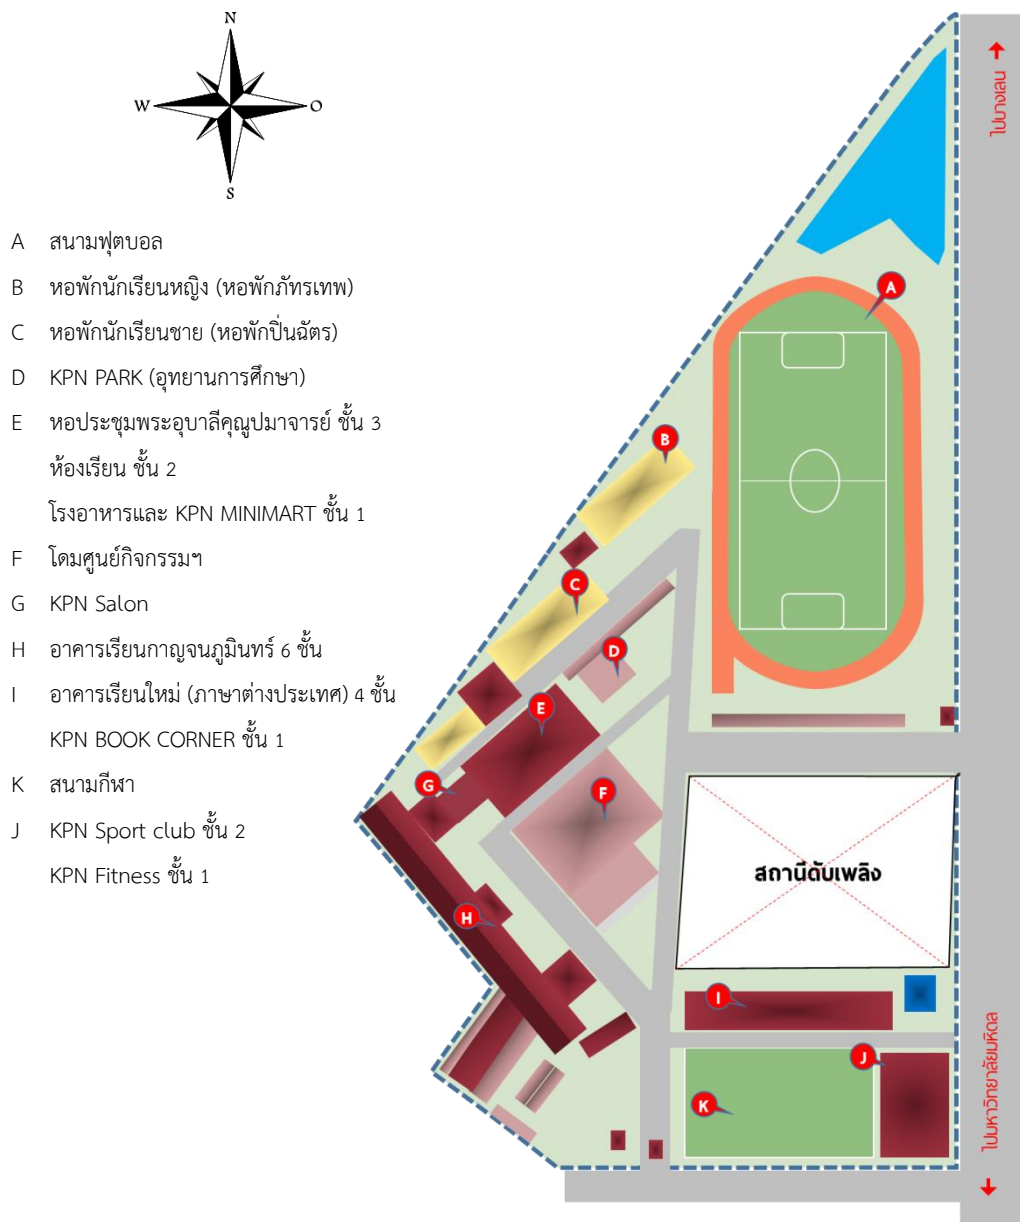 N
W
O
S
A สนามฟุตบอล
B หอพักนักเรียนหญิง (หอพักภัทรเทพ)
C หอพักนักเรียนชาย (หอพักปิ่นฉัตร)
D KPN PARK (อุทยานการศึกษา)
E หอประชุมพระอุบาลีคุณูปมาจารย์ ชั้น 3
ห้องเรียน ชั้น 2
โรงอาหารและ KPN MINIMART ชั้น 1
F โดมศูนย์กิจกรรมฯ
G KPN Salon
H อาคารเรียนกาญจนภูมินทร์ 6 ชั้น
I อาคารเรียนใหม่ (ภาษาต่างประเทศ) 4 ชั้น
KPN BOOK CORNER ชั้น 1
K สนามกีฬา
J KPN Sport club ชั้น 2
KPN Fitness ชั้น 1
ไปบางเลน
A
B
C
D
E
G
F
สถานีดับเพลิง
H
I
J
K
ไปมหาวิทยาลัยมหิดล